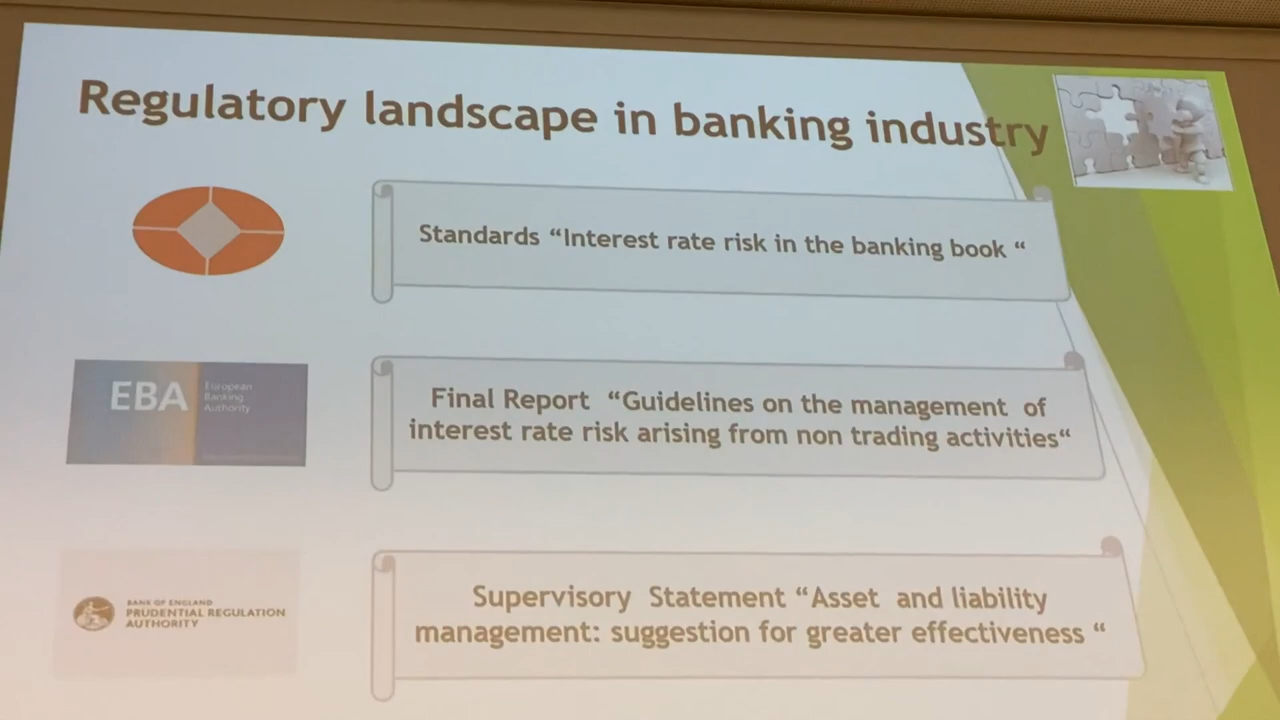 Regulatory landscape in banking industry
Standards “Interest rate risk in the banking book “
EBA
European
Banking
Authority
Final Report “Guidelines on the management of
interest rate risk arising from non trading activities“
BANK OF ENGLAND
PRUDENTIAL REGULATION
AUTHORITY
Supervisory Statement “Asset and liability
management: suggestion for greater effectiveness “